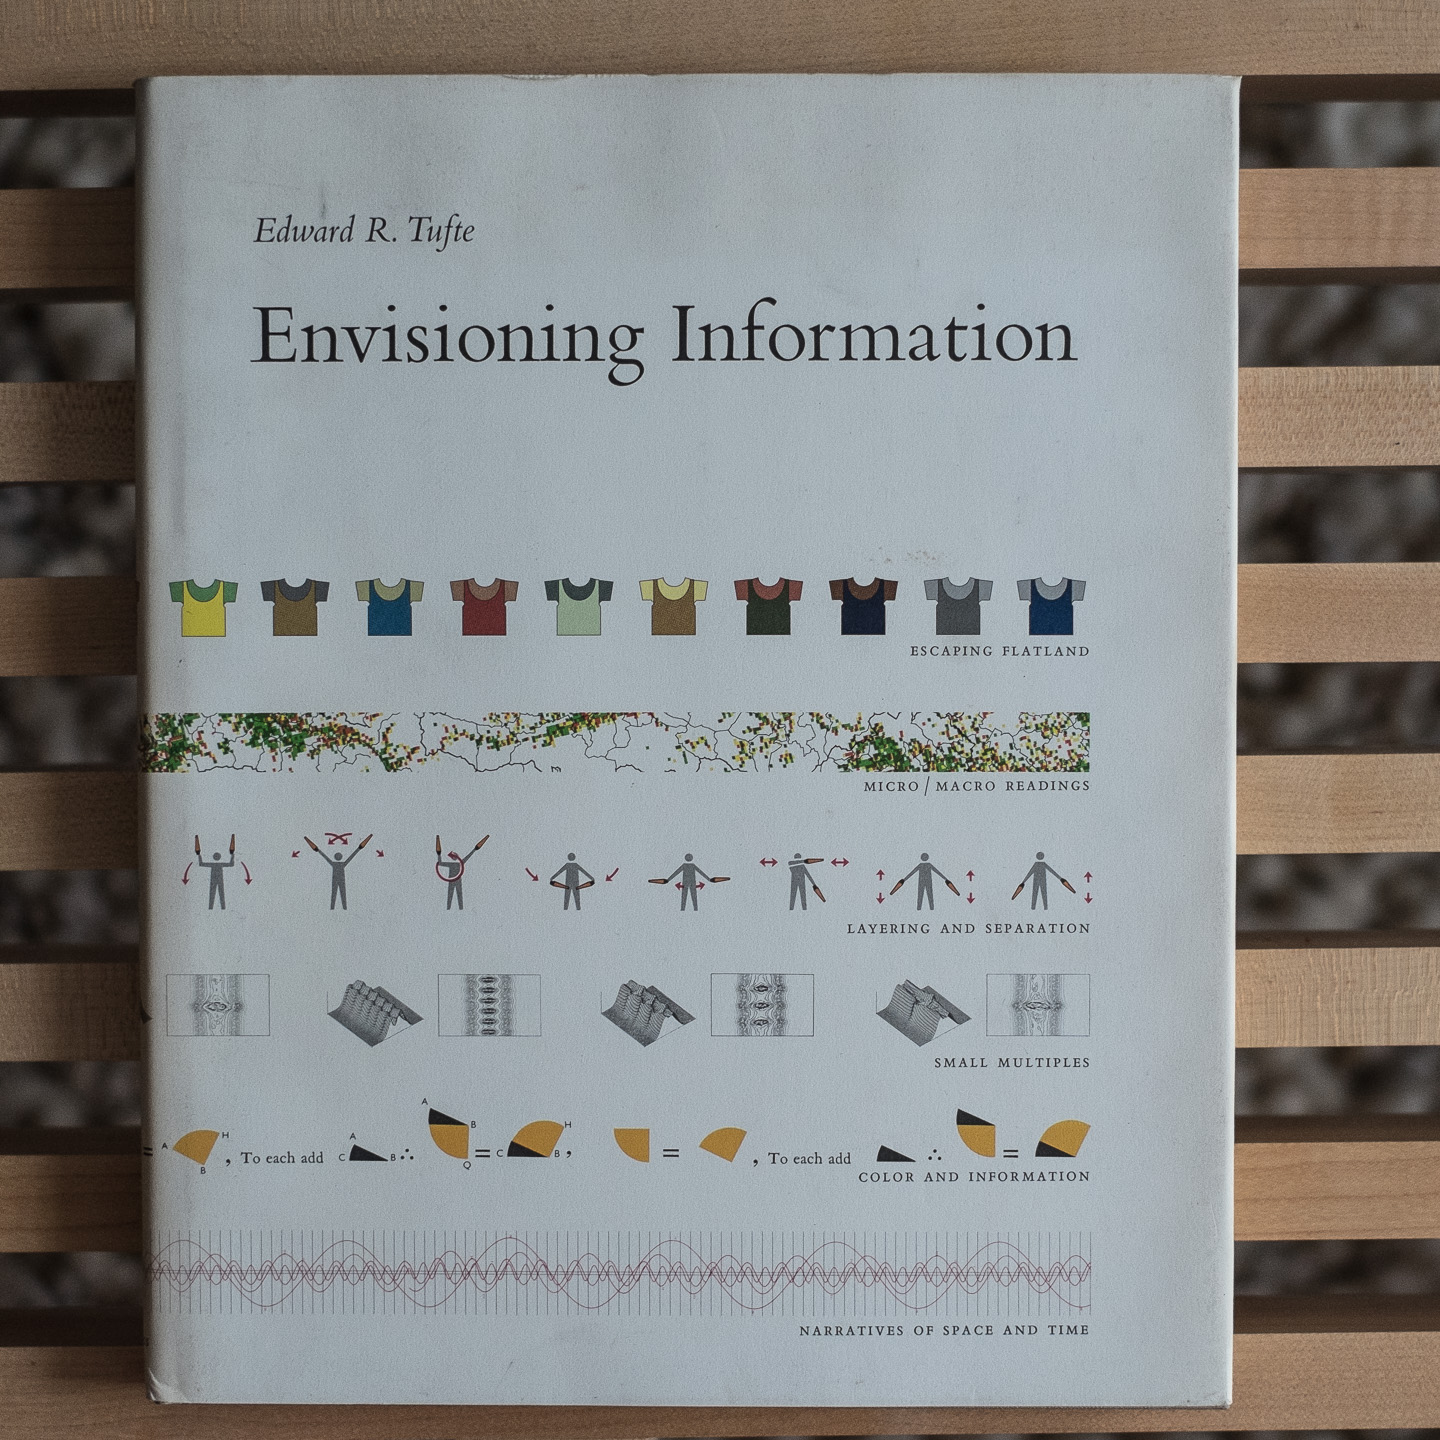 Edward R. Tufte
Envisioning Information
ESCAPING FLATLAND
MICRO/MACRO READINGS
LAYERING AND SEPARATION
SMALL MULTIPLES
= A H B , To each add A C B ∴ A B Q = C H B , = , To each add ∴ =
COLOR AND INFORMATION
NARRATIVES OF SPACE AND TIME